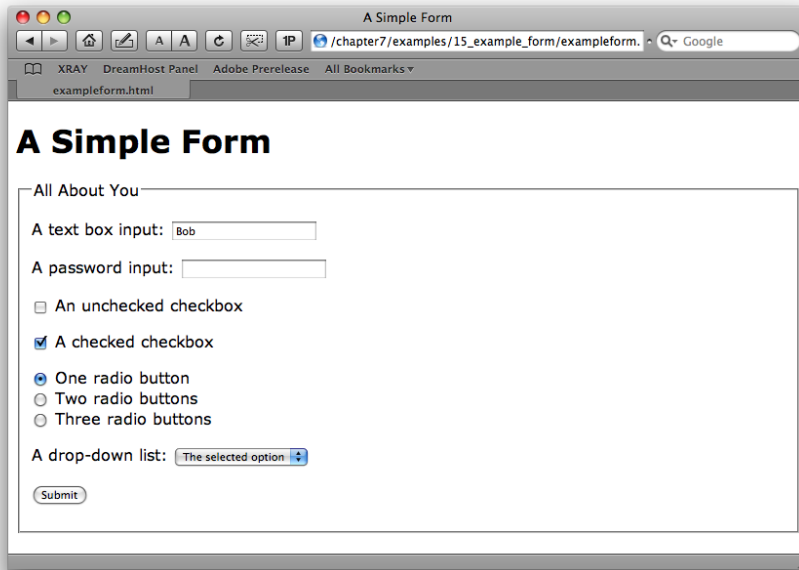 A Simple Form
A A 1P /chapter7/examples/15_example_form/exampleform. Google
XRAY DreamHost Panel Adobe Prerelease All Bookmarks
exampleform.html
A Simple Form
All About You
A text box input: Bob
A password input:
An unchecked checkbox
A checked checkbox
One radio button
Two radio buttons
Three radio buttons
A drop-down list: The selected option
Submit